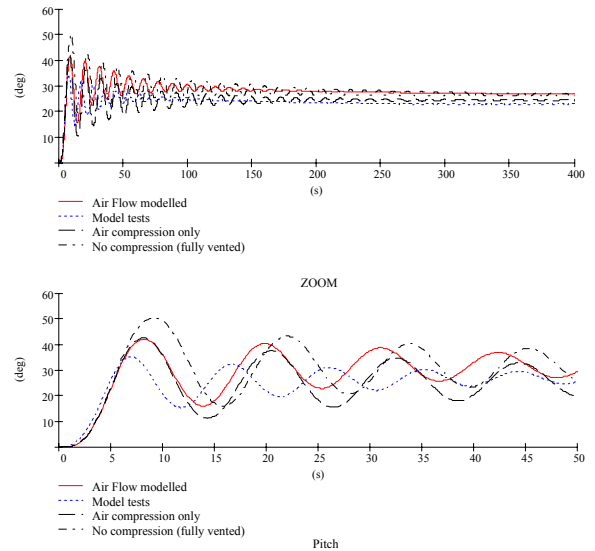 60
50
40
30
20
10
(deg)
0 50 100 150 200 250 300 350 400
(s)
Air Flow modelled
Model tests
Air compression only
No compression (fully vented)
ZOOM
60
50
40
30
20
10
(deg)
0 5 10 15 20 25 30 35 40 45 50
(s)
Air Flow modelled
Model tests
Air compression only
No compression (fully vented)
Pitch